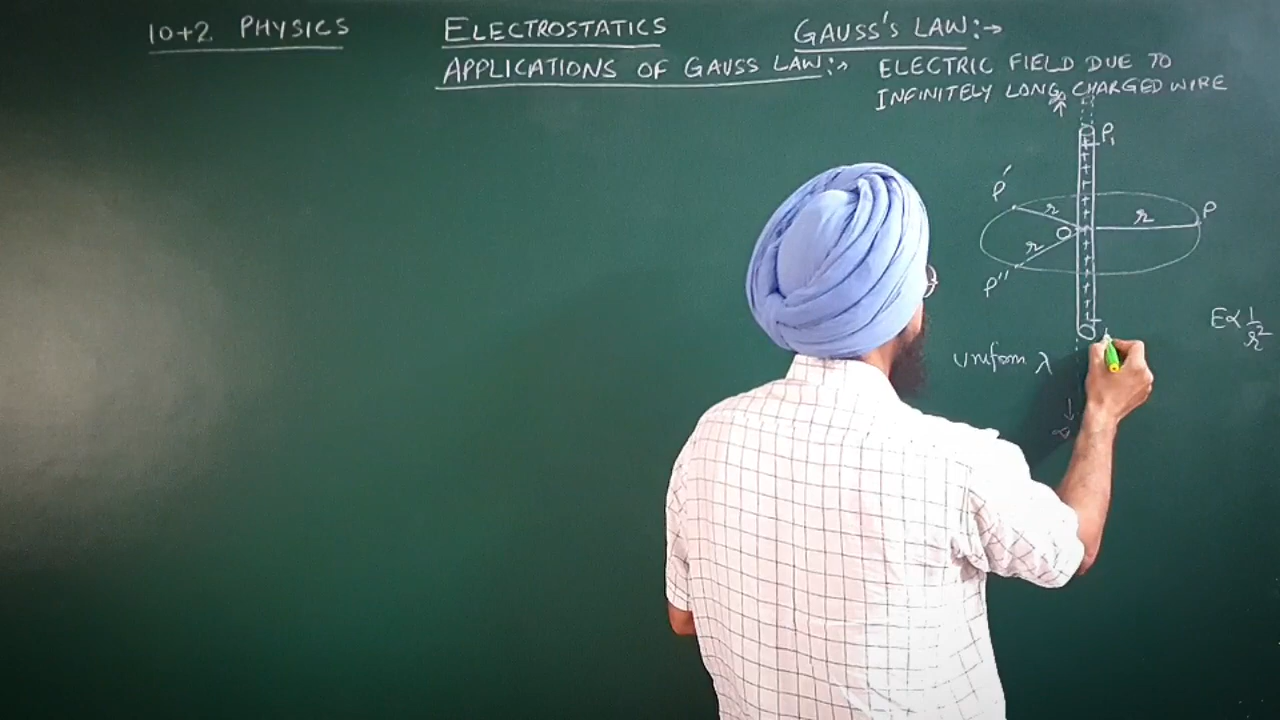 10+2 PHYSICS
ELECTROSTATICS
GAUSS'S LAW:→
APPLICATIONS OF GAUSS LAW:→
ELECTRIC FIELD DUE TO
INFINITELY LONG CHARGED WIRE
P₁
P′
r
P
r
O
r
P″
E∝1/r²
Uniform λ
∞